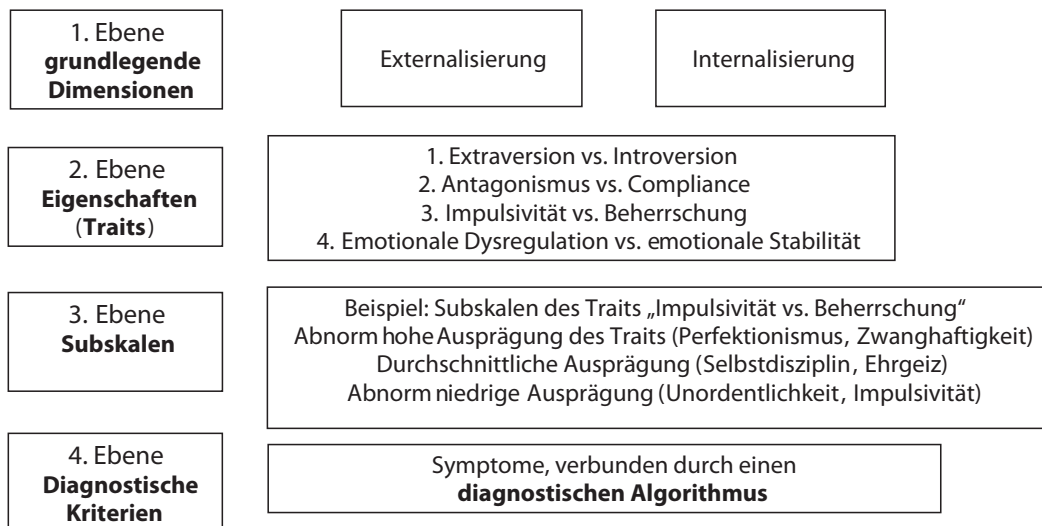 1. Ebene
grundlegende
Dimensionen
Externalisierung
Internalisierung
2. Ebene
Eigenschaften
(Traits)
1. Extraversion vs. Introversion
2. Antagonismus vs. Compliance
3. Impulsivität vs. Beherrschung
4. Emotionale Dysregulation vs. emotionale Stabilität
3. Ebene
Subskalen
Beispiel: Subskalen des Traits „Impulsivität vs. Beherrschung“
Abnorm hohe Ausprägung des Traits (Perfektionismus, Zwanghaftigkeit)
Durchschnittliche Ausprägung (Selbstdisziplin, Ehrgeiz)
Abnorm niedrige Ausprägung (Unordentlichkeit, Impulsivität)
4. Ebene
Diagnostische
Kriterien
Symptome, verbunden durch einen
diagnostischen Algorithmus